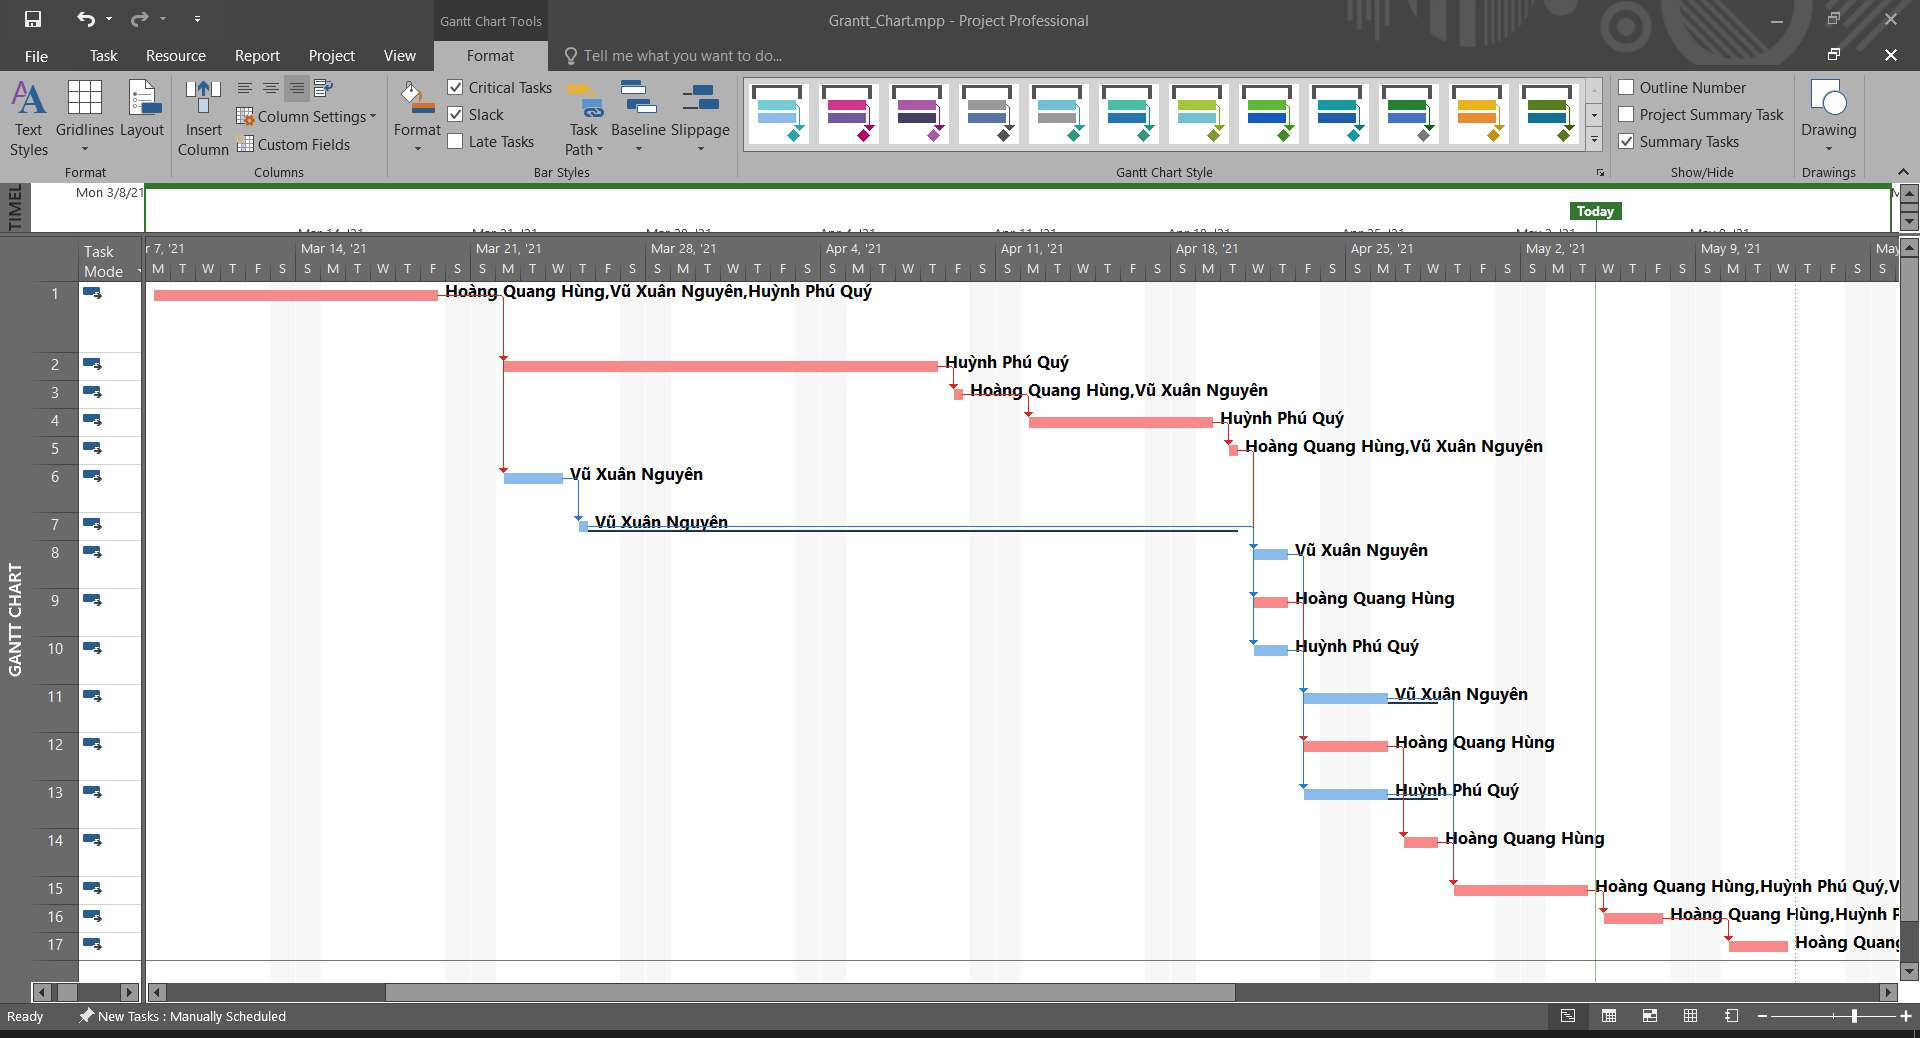 Gantt Chart Tools
Grantt_Chart.mpp - Project Professional
File Task Resource Report Project View Format Tell me what you want to do...
Text Styles
Gridlines
Layout
Format
Insert Column
Column Settings
Custom Fields
Columns
Format
Critical Tasks
Slack
Late Tasks
Task Path
Baseline
Slippage
Bar Styles
Gantt Chart Style
Outline Number
Project Summary Task
Summary Tasks
Show/Hide
Drawing
Drawings
TIMEL
Mon 3/8/21
Today
Task Mode
r 7, '21 Mar 14, '21 Mar 21, '21 Mar 28, '21 Apr 4, '21 Apr 11, '21 Apr 18, '21 Apr 25, '21 May 2, '21 May 9, '21 May
M T W T F S S M T W T F S S M T W T F S S M T W T F S S M T W T F S S M T W T F S S M T W T F S S M T W T F S S M T W T F S S M T W T F S
GANTT CHART
1 Hoàng Quang Hùng,Vũ Xuân Nguyên,Huỳnh Phú Quý
2 Huỳnh Phú Quý
3 Hoàng Quang Hùng,Vũ Xuân Nguyên
4 Huỳnh Phú Quý
5 Hoàng Quang Hùng,Vũ Xuân Nguyên
6 Vũ Xuân Nguyên
7 Vũ Xuân Nguyên
8 Vũ Xuân Nguyên
9 Hoàng Quang Hùng
10 Huỳnh Phú Quý
11 Vũ Xuân Nguyên
12 Hoàng Quang Hùng
13 Huỳnh Phú Quý
14 Hoàng Quang Hùng
15 Hoàng Quang Hùng,Huỳnh Phú Quý,V
16 Hoàng Quang Hùng,Huỳnh P
17 Hoàng Quang
Ready New Tasks : Manually Scheduled